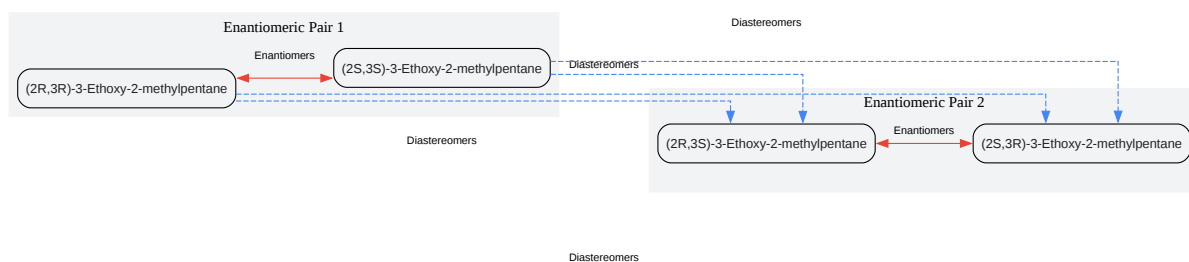 Diastereomers
Enantiomeric Pair 1
Enantiomers
(2R,3R)-3-Ethoxy-2-methylpentane
(2S,3S)-3-Ethoxy-2-methylpentane
Diastereomers
Enantiomeric Pair 2
Enantiomers
(2R,3S)-3-Ethoxy-2-methylpentane
(2S,3R)-3-Ethoxy-2-methylpentane
Diastereomers
Diastereomers